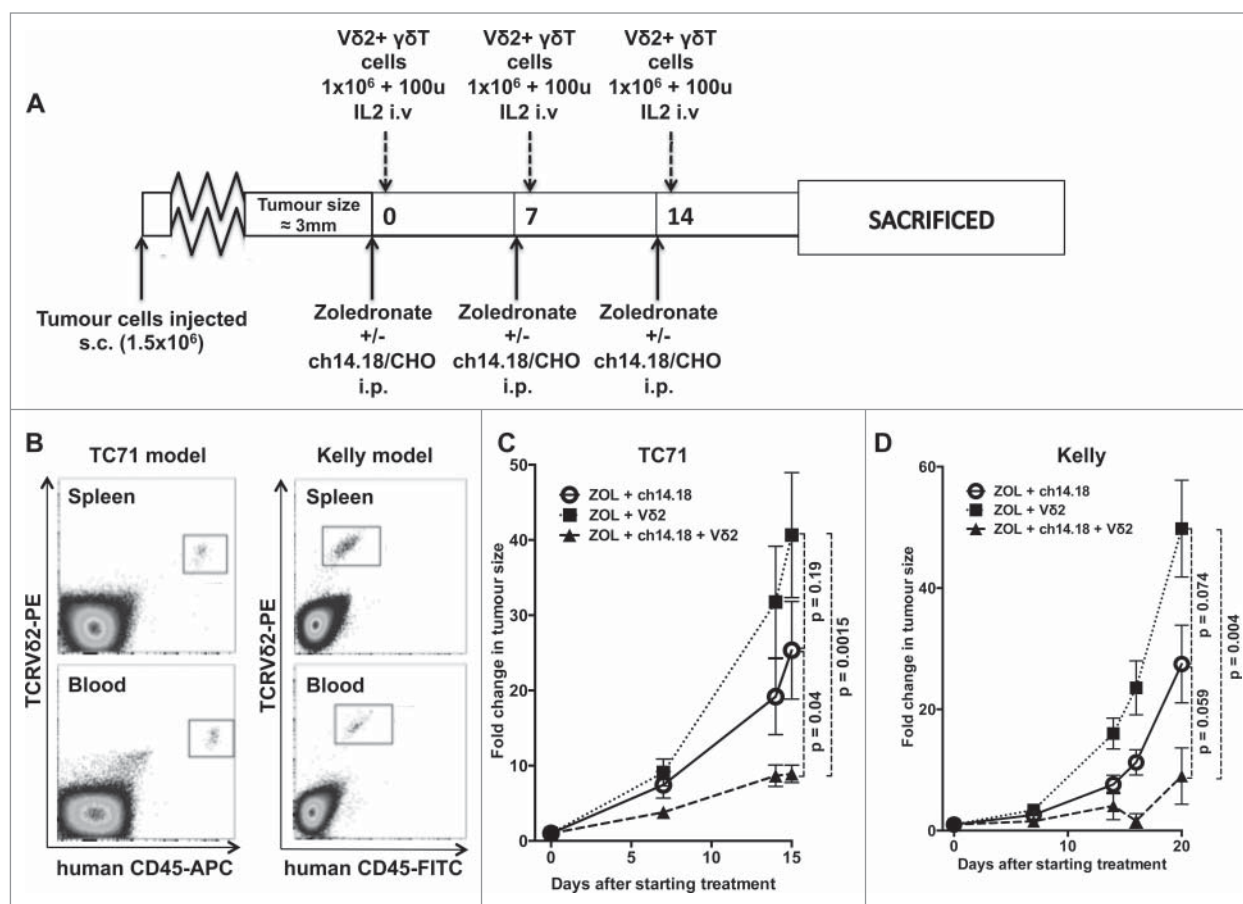 A
Vδ2+ γδT
cells
1x10⁶ + 100u
IL2 i.v
Vδ2+ γδT
cells
1x10⁶ + 100u
IL2 i.v
Vδ2+ γδT
cells
1x10⁶ + 100u
IL2 i.v
Tumour size
≈ 3mm
0
7
14
SACRIFICED
Tumour cells injected
s.c. (1.5x10⁶)
Zoledronate
+/-
ch14.18/CHO
i.p.
Zoledronate
+/-
ch14.18/CHO
i.p.
Zoledronate
+/-
ch14.18/CHO
i.p.
B
TC71 model
Spleen
Blood
TCRVδ2-PE
human CD45-APC
Kelly model
Spleen
Blood
TCRVδ2-PE
human CD45-FITC
C
TC71
ZOL + ch14.18
ZOL + Vδ2
ZOL + ch14.18 + Vδ2
Fold change in tumour size
50
40
30
20
10
0
0
5
10
15
Days after starting treatment
p = 0.19
p = 0.04
p = 0.0015
D
Kelly
ZOL + ch14.18
ZOL + Vδ2
ZOL + ch14.18 + Vδ2
Fold change in tumour size
60
40
20
0
0
10
20
Days after starting treatment
p = 0.074
p = 0.059
p = 0.004